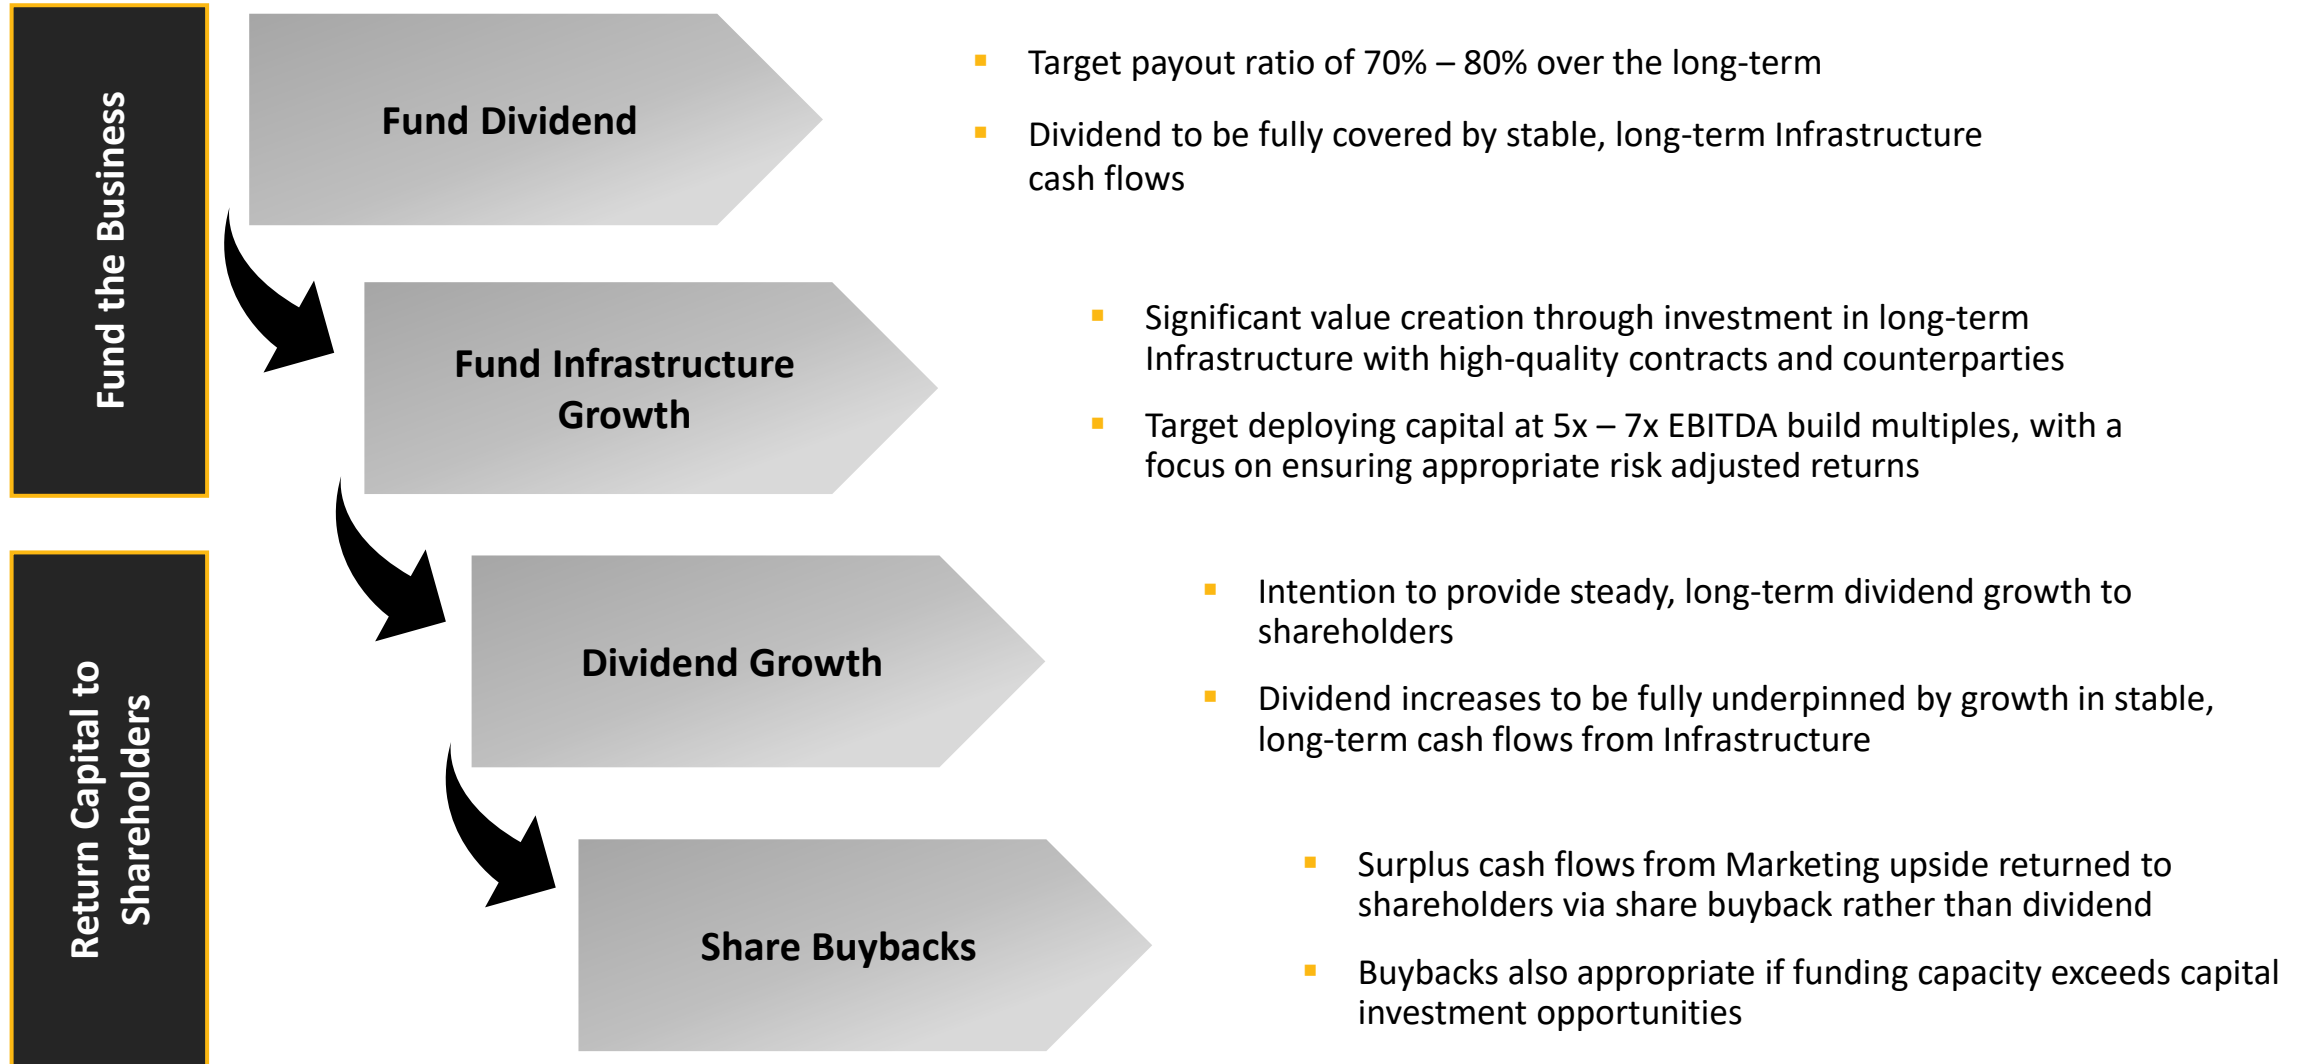 Fund the Business
Fund Dividend
▪ Target payout ratio of 70% – 80% over the long-term
▪ Dividend to be fully covered by stable, long-term Infrastructure
cash flows
Fund Infrastructure
Growth
▪ Significant value creation through investment in long-term
Infrastructure with high-quality contracts and counterparties
▪ Target deploying capital at 5x – 7x EBITDA build multiples, with a
focus on ensuring appropriate risk adjusted returns
Return Capital to
Shareholders
Dividend Growth
▪ Intention to provide steady, long-term dividend growth to
shareholders
▪ Dividend increases to be fully underpinned by growth in stable,
long-term cash flows from Infrastructure
Share Buybacks
▪ Surplus cash flows from Marketing upside returned to
shareholders via share buyback rather than dividend
▪ Buybacks also appropriate if funding capacity exceeds capital
investment opportunities